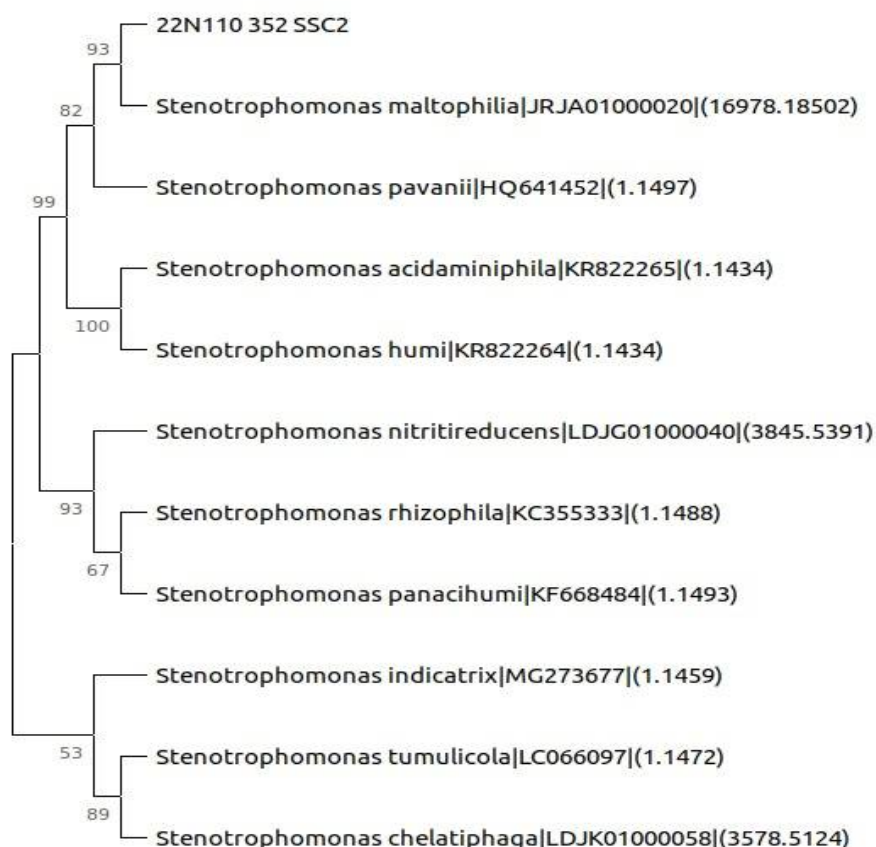 22N110 352 SSC2
93
Stenotrophomonas maltophilia|JRJA01000020|(16978.18502)
82
Stenotrophomonas pavanii|HQ641452|(1.1497)
99
Stenotrophomonas acidaminiphila|KR822265|(1.1434)
100
Stenotrophomonas humi|KR822264|(1.1434)
Stenotrophomonas nitritireducens|LDJG01000040|(3845.5391)
93
Stenotrophomonas rhizophila|KC355333|(1.1488)
67
Stenotrophomonas panacihumi|KF668484|(1.1493)
Stenotrophomonas indicatrix|MG273677|(1.1459)
53
Stenotrophomonas tumulicola|LC066097|(1.1472)
89
Stenotrophomonas chelatiphaga|LDJK01000058|(3578.5124)